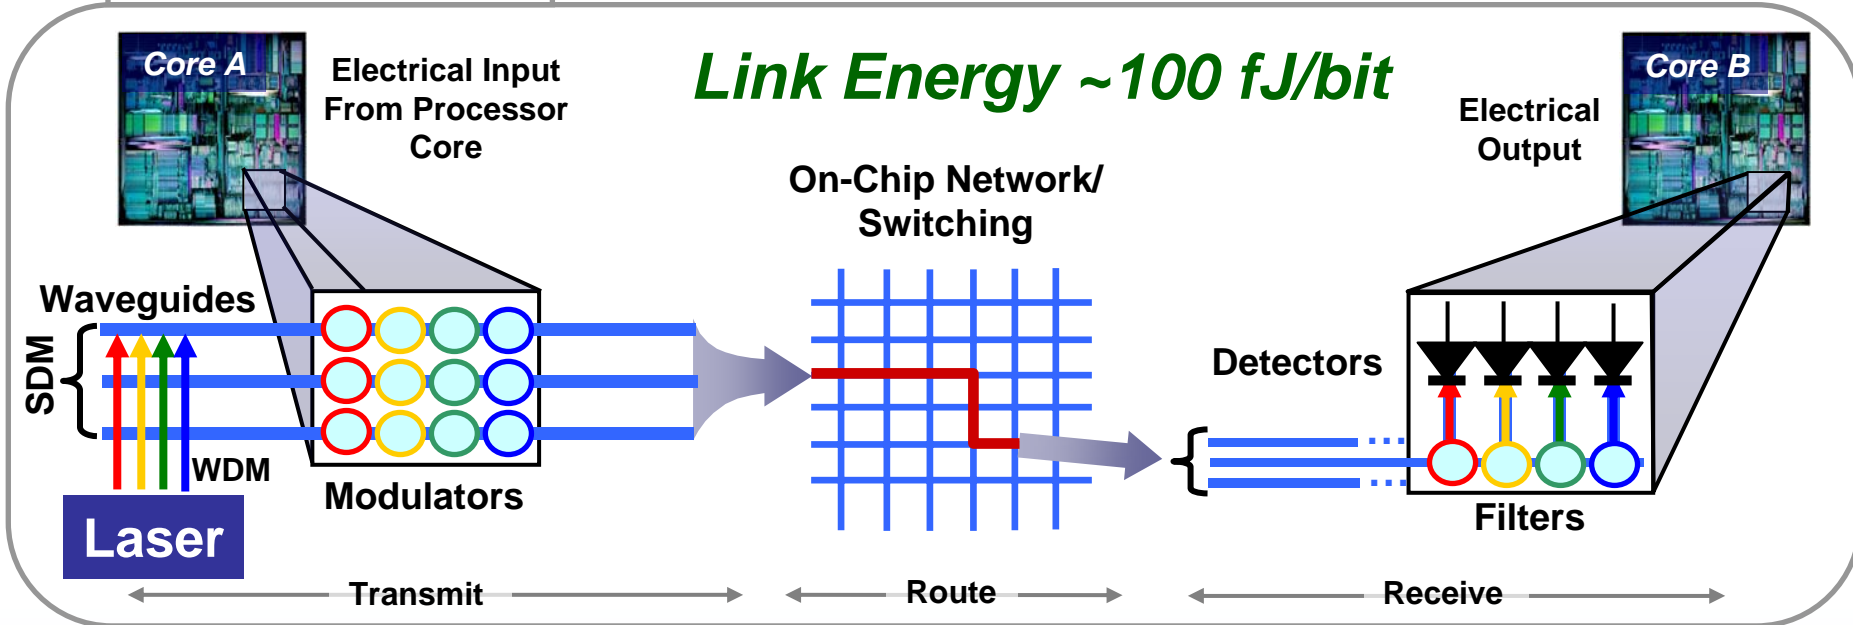 Core A
Electrical Input
From Processor
Core
Link Energy ~100 fJ/bit
Core B
Electrical
Output
On-Chip Network/
Switching
Waveguides
SDM
WDM
Laser
Modulators
Detectors
Filters
Transmit
Route
Receive